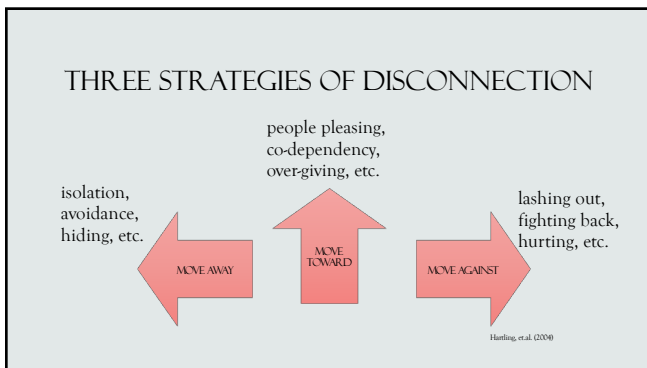 THREE STRATEGIES OF DISCONNECTION
people pleasing,
co-dependency,
over-giving, etc.
isolation,
avoidance,
hiding, etc.
lashing out,
fighting back,
hurting, etc.
MOVE AWAY
MOVE
TOWARD
MOVE AGAINST
Hartling, et.al. (2004)